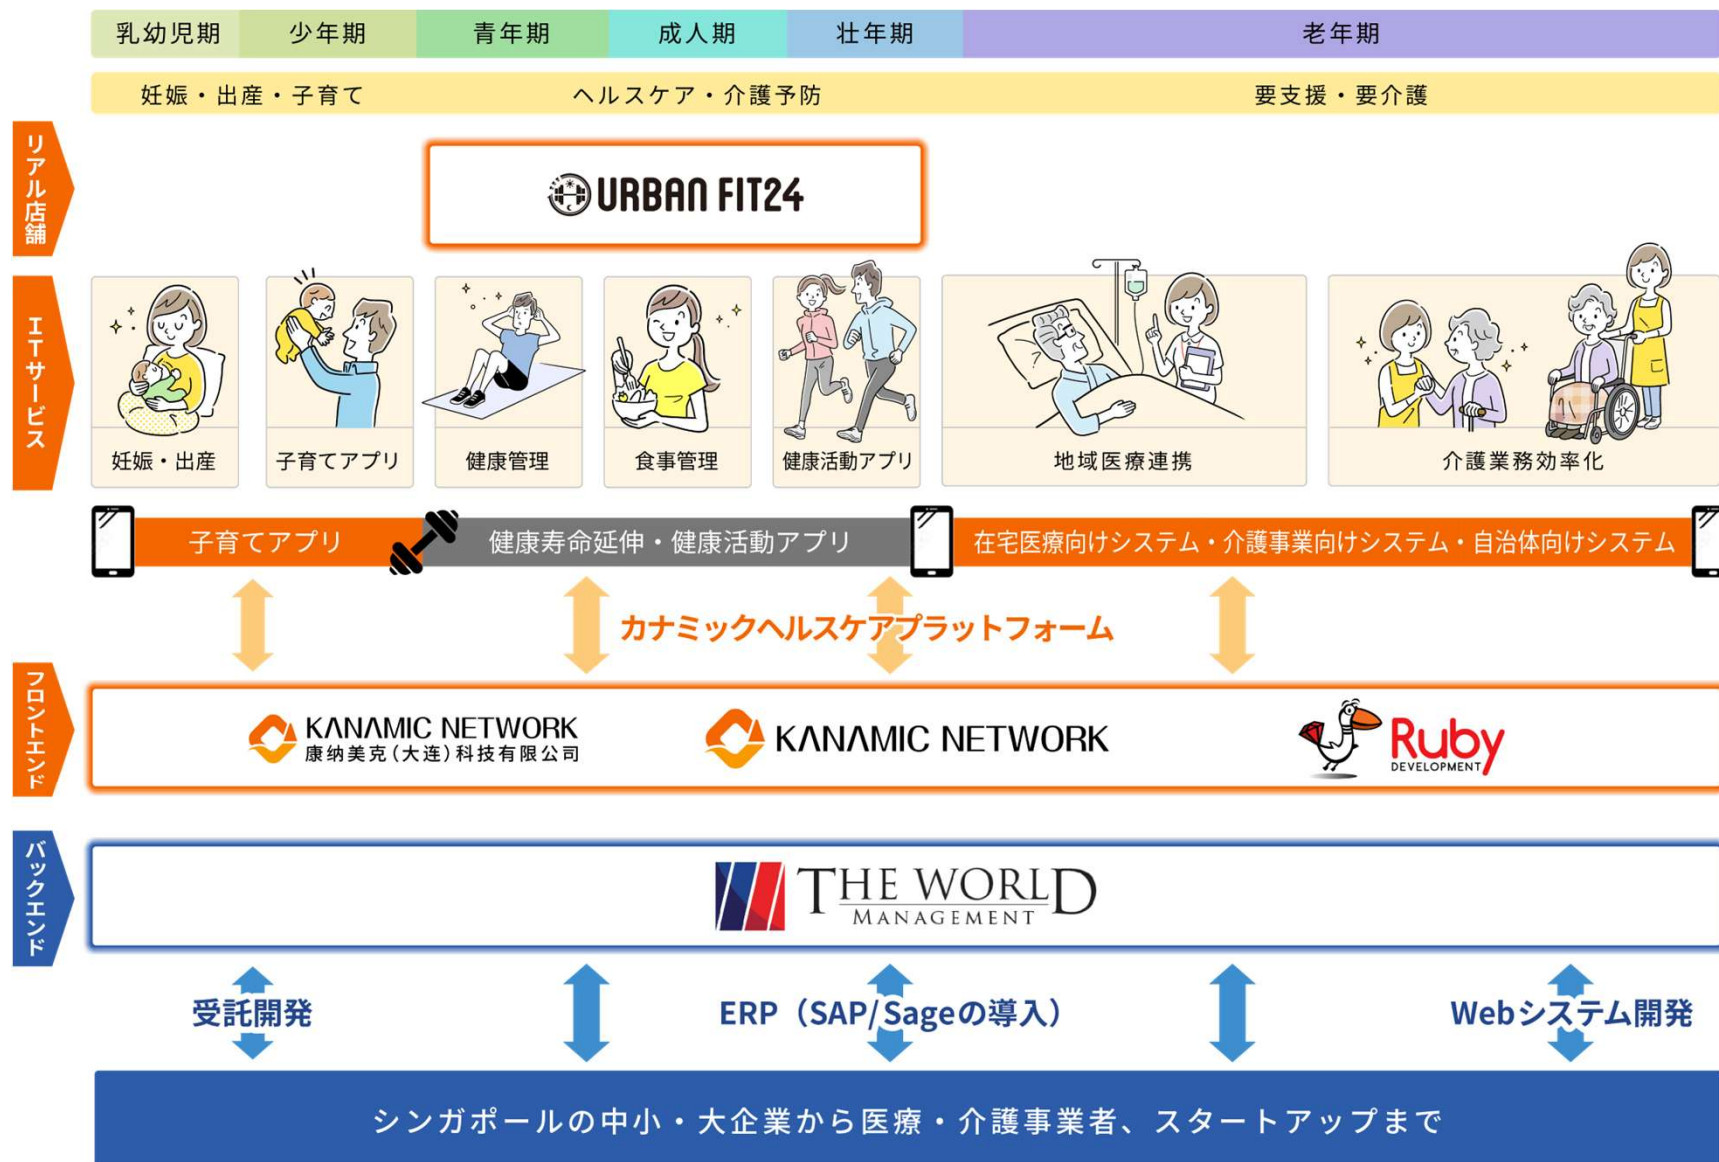 乳幼児期 少年期 青年期 成人期 壮年期 老年期
妊娠・出産・子育て ヘルスケア・介護予防 要支援・要介護
リアル店舗
URBAN FIT24
ITサービス
妊娠・出産 子育てアプリ 健康管理 食事管理 健康活動アプリ 地域医療連携 介護業務効率化
子育てアプリ 健康寿命延伸・健康活動アプリ 在宅医療向けシステム・介護事業向けシステム・自治体向けシステム
カナミックヘルスケアプラットフォーム
フロントエンド
KANAMIC NETWORK
康纳美克(大连)科技有限公司
KANAMIC NETWORK
Ruby
DEVELOPMENT
バックエンド
THE WORLD
MANAGEMENT
受託開発 ERP(SAP/Sageの導入) Webシステム開発
シンガポールの中小・大企業から医療・介護事業者、スタートアップまで